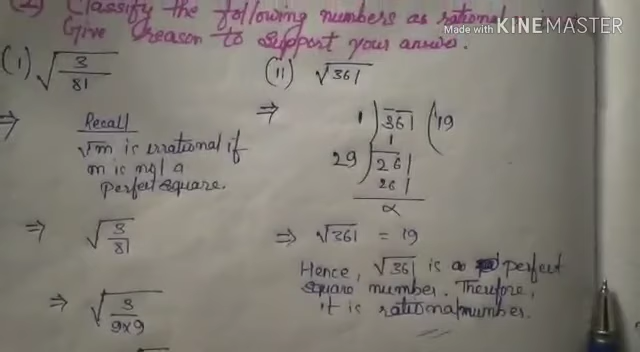 (2) Classify the following numbers as rational
Give reason to support your answer.
Made with KINEMASTER
(i) √3/81
(ii) √361
⇒ Recall
√m is irrational if
m is not a
perfect square.
⇒ √3/81
⇒ √3/9×9
⇒ 1 ) 361 ( 19
1
29 ) 261
261
⇒ √361 = 19
Hence, √361 is a perfect
square number. Therefore,
it is rational number.